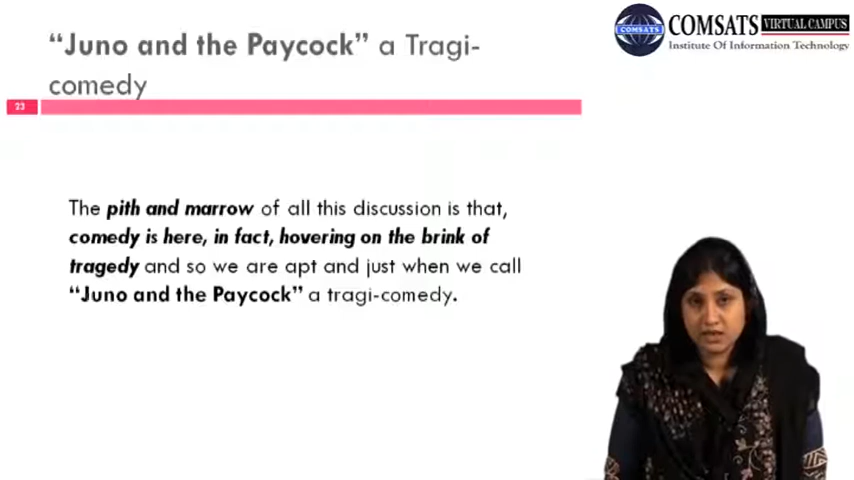 “Juno and the Paycock” a Tragi-
comedy
COMSATS VIRTUAL CAMPUS
Institute Of Information Technology
COMSATS
23
The pith and marrow of all this discussion is that,
comedy is here, in fact, hovering on the brink of
tragedy and so we are apt and just when we call
“Juno and the Paycock” a tragi-comedy.